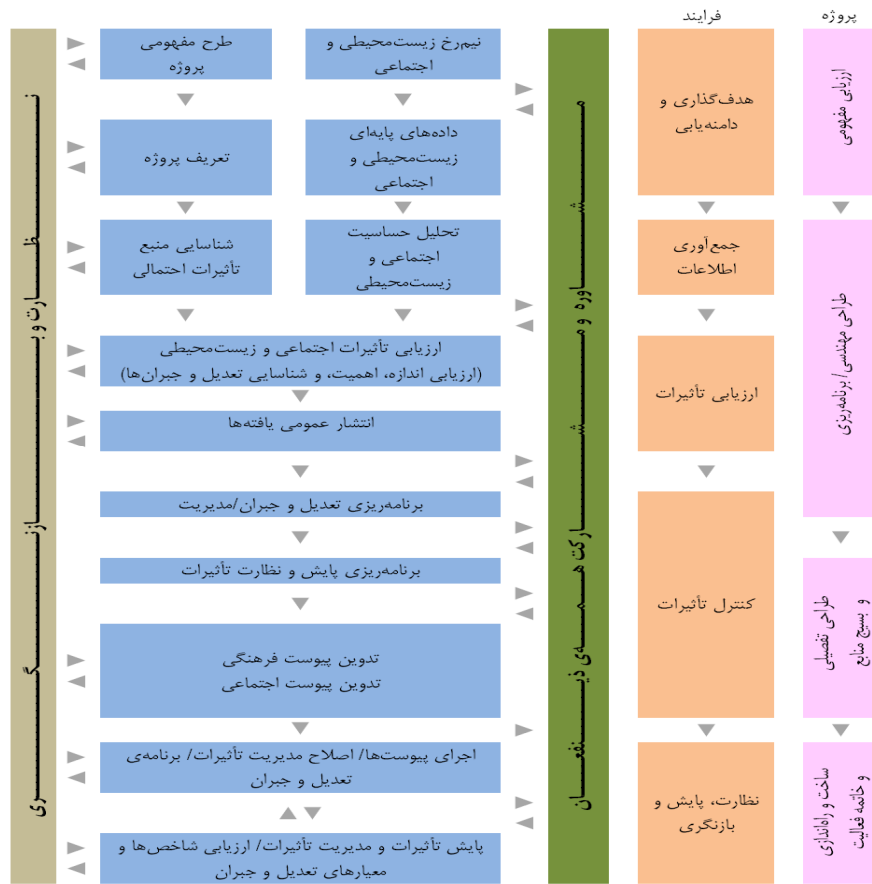 پروژه
فرایند
ارزیابی مفهومی
طراحی مهندسی/برنامه‌ریزی
طراحی تفصیلی
و بسیج منابع
ساخت و راه‌اندازی
و خاتمه فعالیت
هدف‌گذاری و
دامنه‌یابی
جمع‌آوری
اطلاعات
ارزیابی تأثیرات
کنترل تأثیرات
نظارت، پایش و
بازنگری
مشاوره و مشارکت همه‌ی ذینفعان
نیم‌رخ زیست‌محیطی و
اجتماعی
داده‌های پایه‌ای
زیست‌محیطی و
اجتماعی
تحلیل حساسیت
اجتماعی و
زیست‌محیطی
طرح مفهومی
پروژه
تعریف پروژه
شناسایی منبع
تأثیرات احتمالی
ارزیابی تأثیرات اجتماعی و زیست‌محیطی
(ارزیابی اندازه، اهمیت، و شناسایی تعدیل و جبران‌ها)
انتشار عمومی یافته‌ها
برنامه‌ریزی تعدیل و جبران/مدیریت
برنامه‌ریزی پایش و نظارت تأثیرات
تدوین پیوست فرهنگی
تدوین پیوست اجتماعی
اجرای پیوست‌ها/ اصلاح مدیریت تأثیرات/ برنامه‌ی
تعدیل و جبران
پایش تأثیرات و مدیریت تأثیرات/ ارزیابی شاخص‌ها و
معیارهای تعدیل و جبران
نظارت و بازنگری